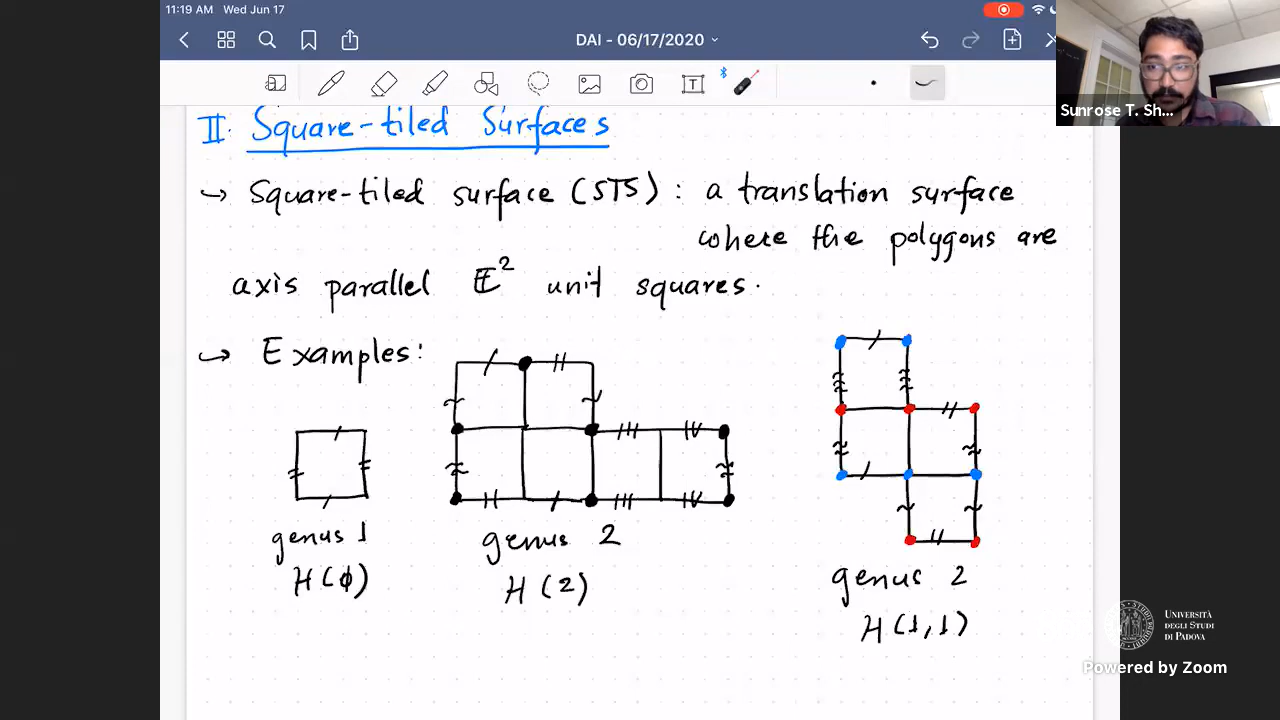 11:19 AM Wed Jun 17
DAI - 06/17/2020
Sunrose T. Sh...
II. Square-tiled Surfaces
→ Square-tiled surface (STS) : a translation surface
where the polygons are
axis parallel 𝔼² unit squares.
→ Examples:
genus 1
H(∅)
genus 2
H(2)
genus 2
H(1,1)
UNIVERSITÀ
DEGLI STUDI
DI PADOVA
Powered by Zoom